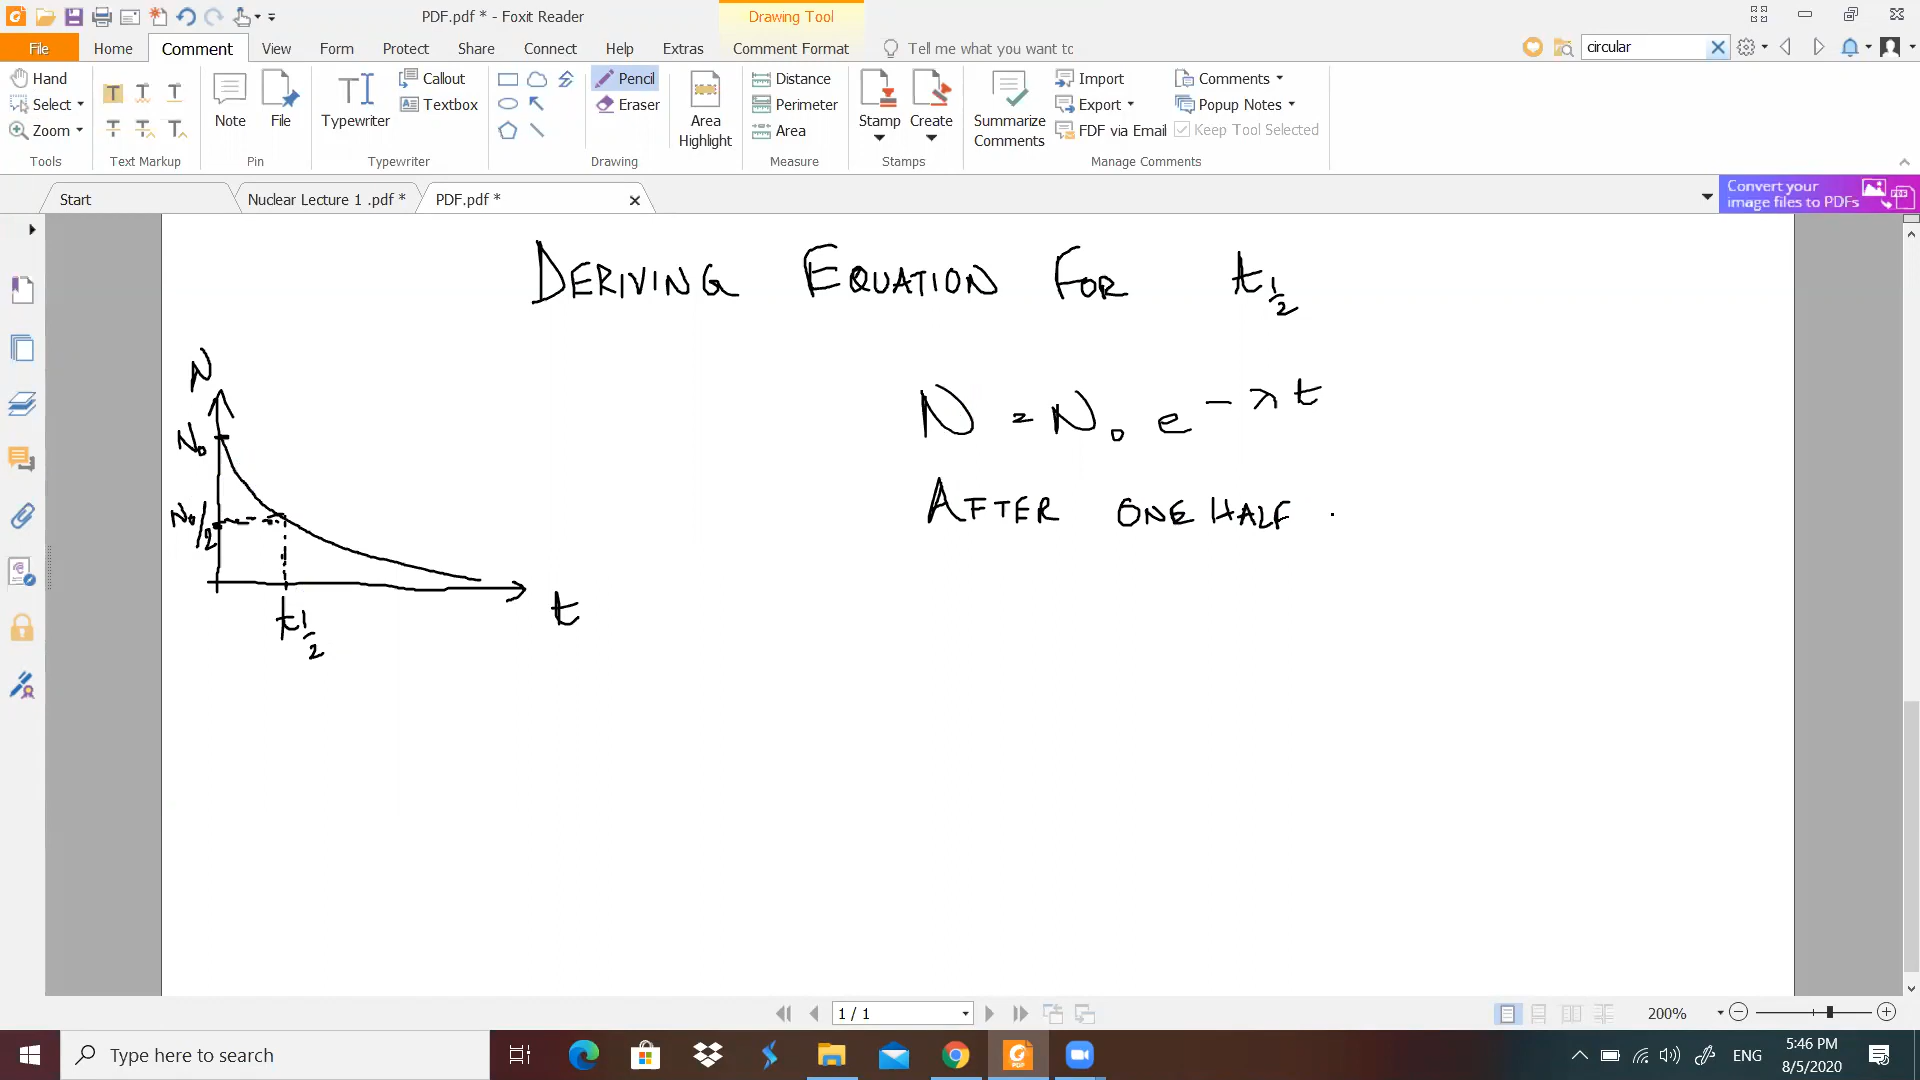 PDF.pdf * - Foxit Reader
Drawing Tool
File Home Comment View Form Protect Share Connect Help Extras Comment Format Tell me what you want to
circular
Hand
Select
Zoom
Tools
Text Markup
Note
File
Pin
Typewriter
Callout
Textbox
Typewriter
Pencil
Eraser
Drawing
Area
Highlight
Distance
Perimeter
Area
Measure
Stamp
Create
Stamps
Summarize
Comments
Import
Export
FDF via Email
Comments
Popup Notes
Keep Tool Selected
Manage Comments
Start
Nuclear Lecture 1 .pdf *
PDF.pdf *
Convert your
image files to PDFs
DERIVING EQUATION FOR t½
N
N₀
N₀/2
t½
t
N = N₀ e^-λt
AFTER ONE HALF
1 / 1
200%
Type here to search
ENG
5:46 PM
8/5/2020